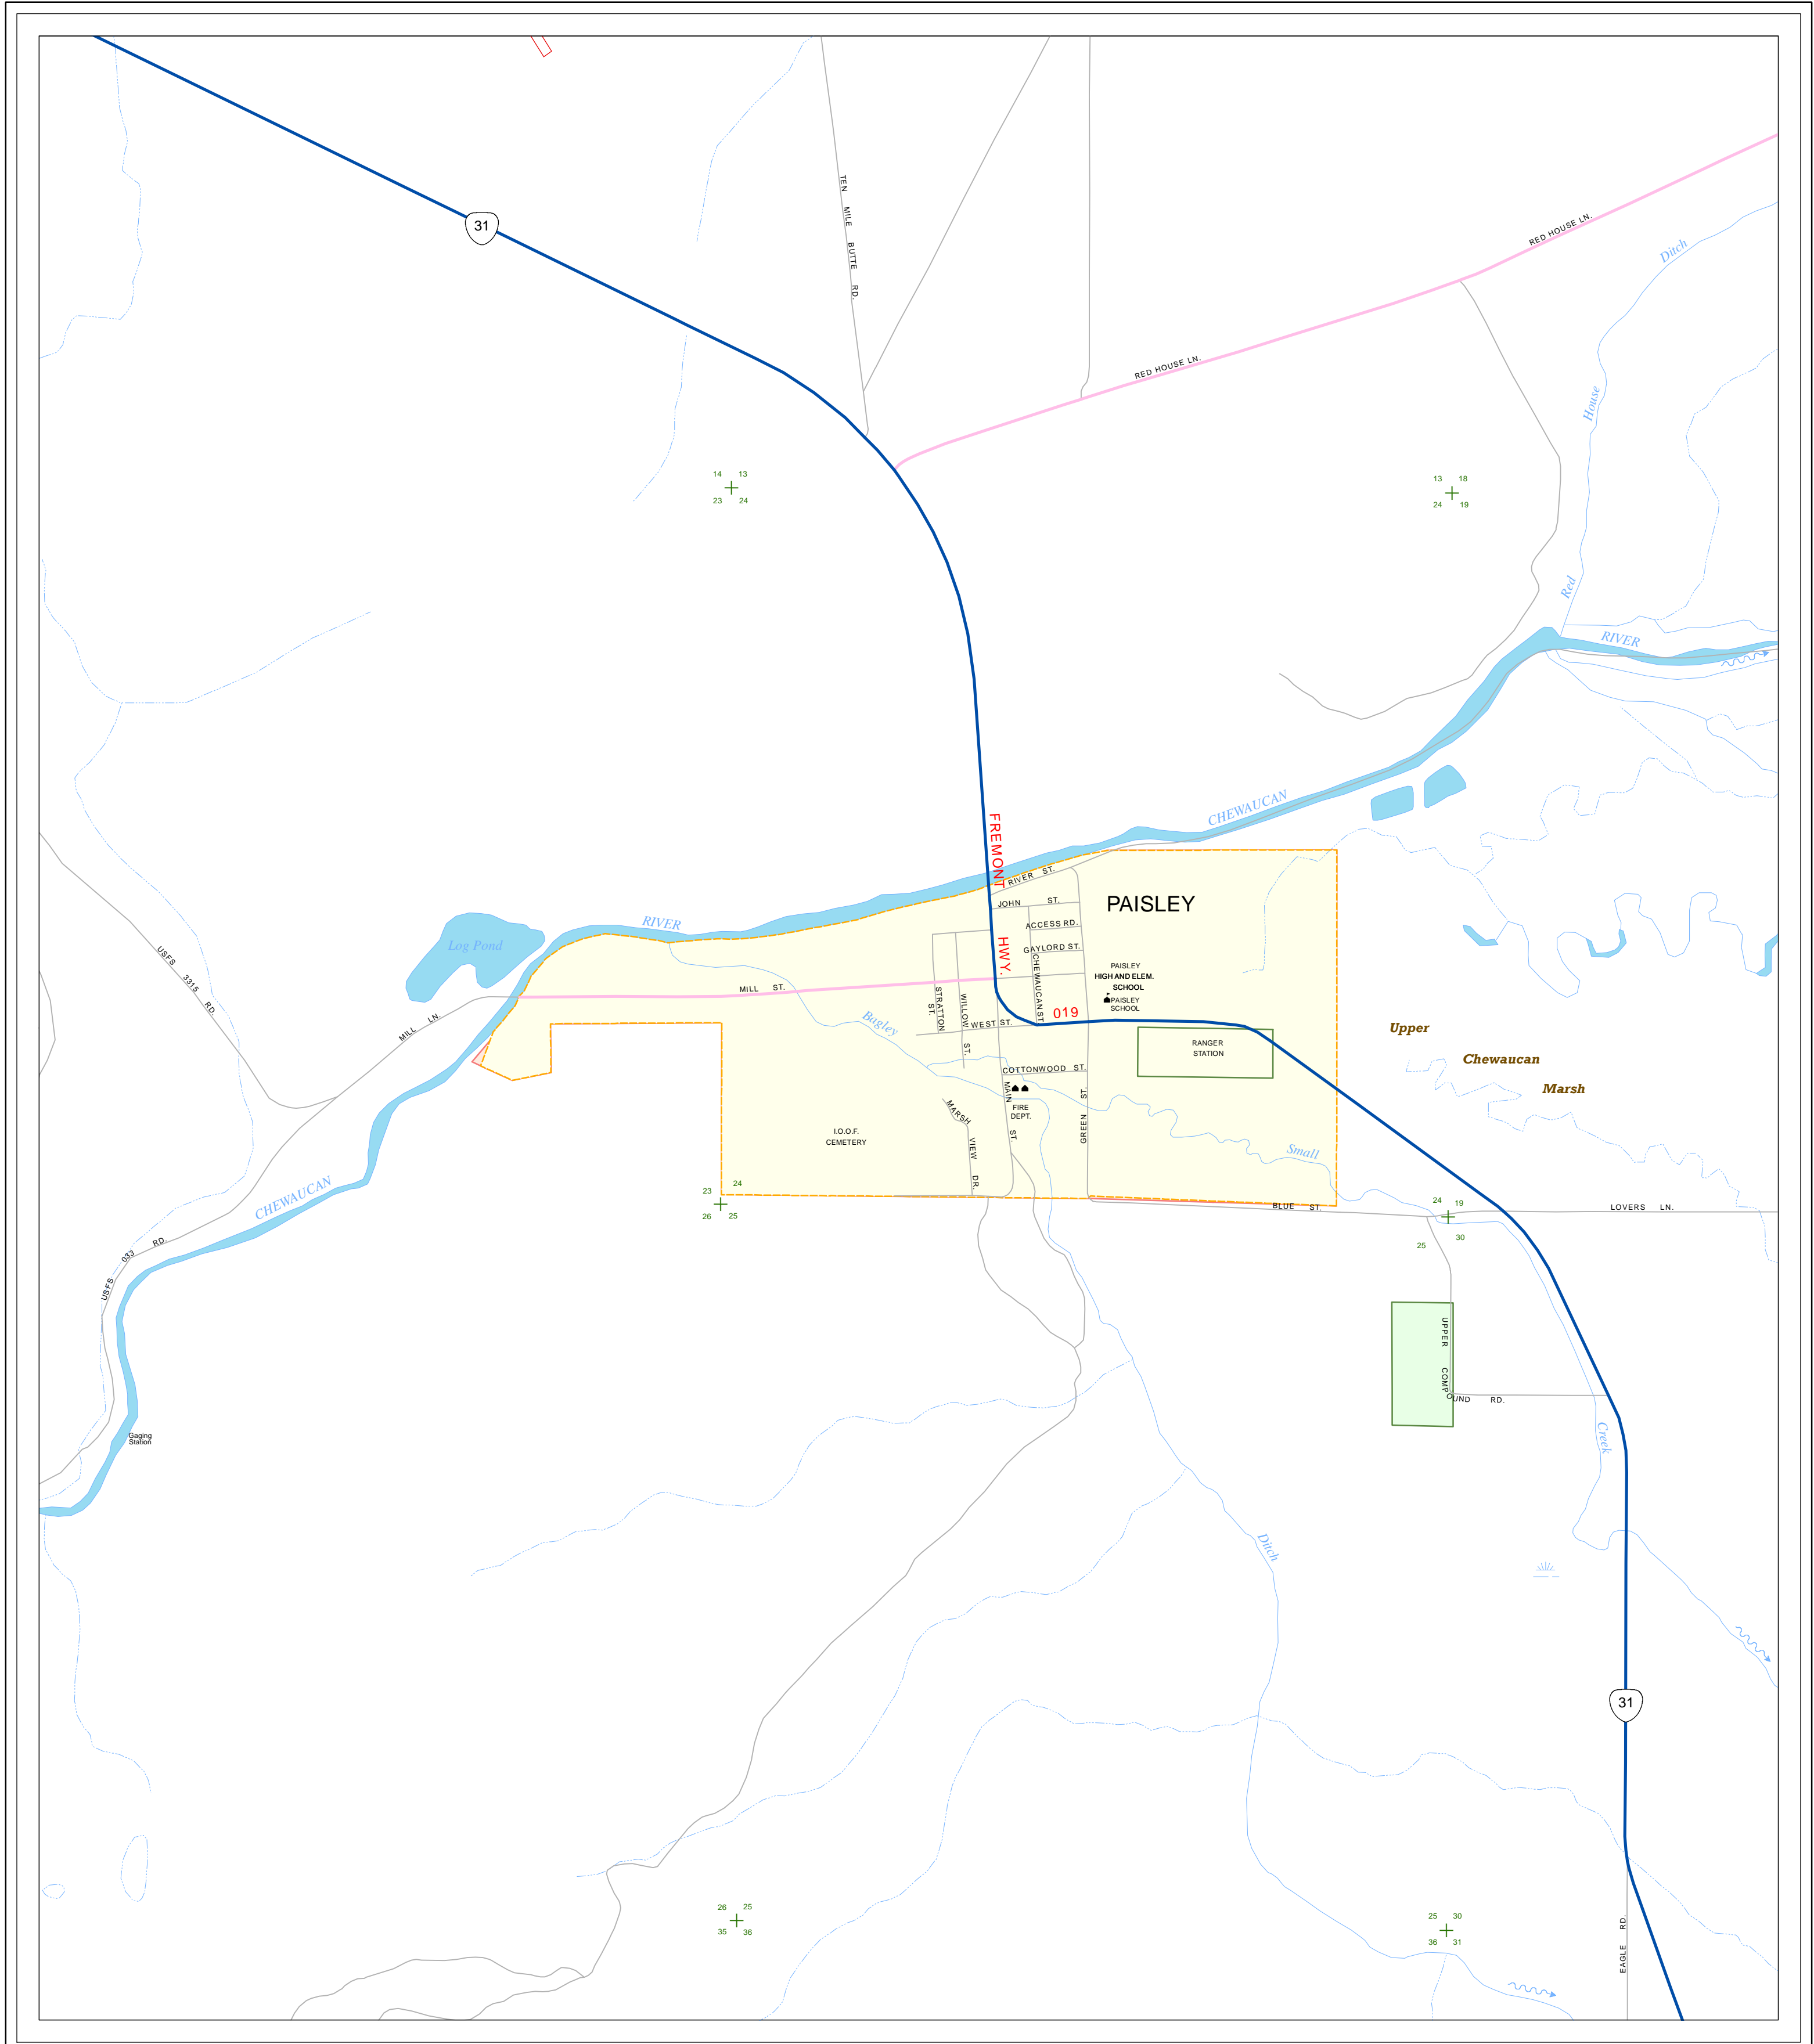 31
TEN MILE BUTTE RD.
RED HOUSE LN.
Ditch
RED HOUSE LN.
House
14 13
23 24
13 18
24 19
Red
RIVER
CHEWAUCAN
FREMONT HWY.
RIVER ST.
PAISLEY
JOHN ST.
ACCESS RD.
GAYLORD ST.
CHEWAUCAN ST.
RIVER
Log Pond
USFS 3315 RD.
MILL ST.
STRATTON ST.
WILLOW ST.
PAISLEY
HIGH AND ELEM.
SCHOOL
PAISLEY
SCHOOL
019
WEST ST.
Bagley
MILL LN.
RANGER
STATION
Upper
Chewaucan
Marsh
COTTONWOOD ST.
MAIN ST.
FIRE
DEPT.
GREEN ST.
MARSH VIEW DR.
I.O.O.F.
CEMETERY
Small
CHEWAUCAN
23 24
26 25
BLUE ST.
24 19
25 30
LOVERS LN.
USFS 033 RD.
UPPER COMPOUND RD.
Gaging
Station
Creek
Ditch
31
26 25
35 36
25 30
36 31
EAGLE RD.